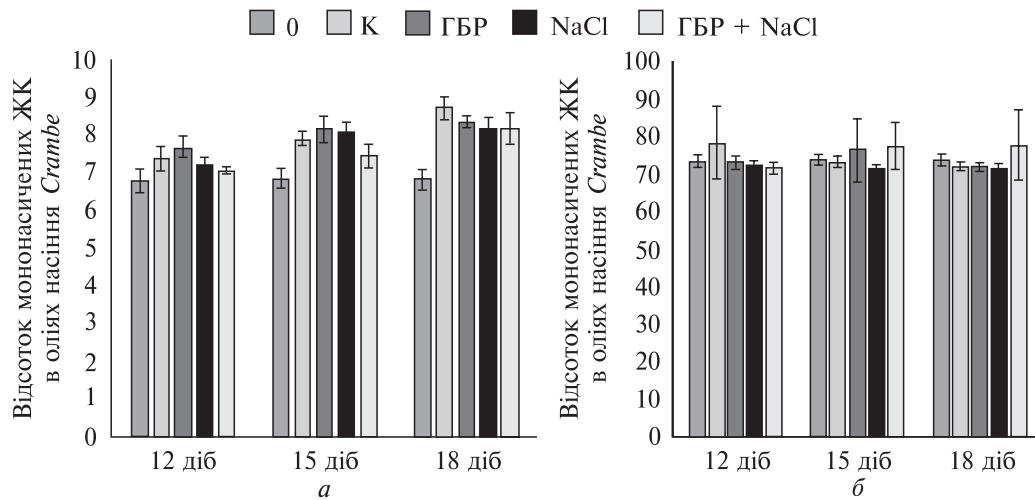 0 К ГБР NaCl ГБР + NaCl
Відсоток мононасичених ЖК
в оліях насіння Crambe
10
9
8
7
6
5
4
3
2
1
0
12 діб 15 діб 18 діб
а
Відсоток мононасичених ЖК
в оліях насіння Crambe
100
90
80
70
60
50
40
30
20
10
0
12 діб 15 діб 18 діб
б